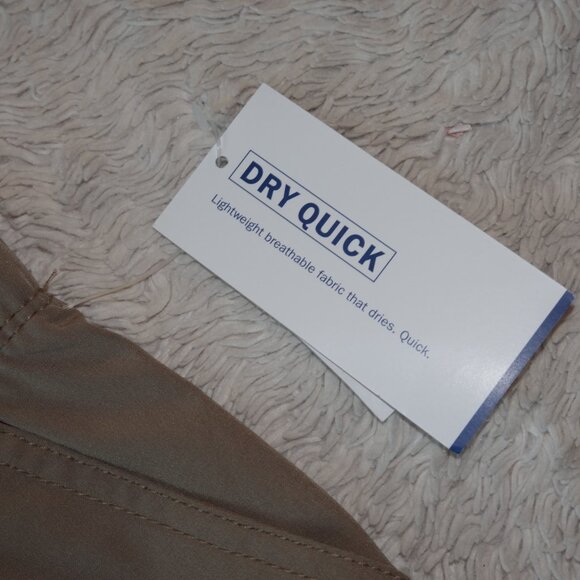 DRY QUICK
Lightweight breathable fabric that dries. Quick.